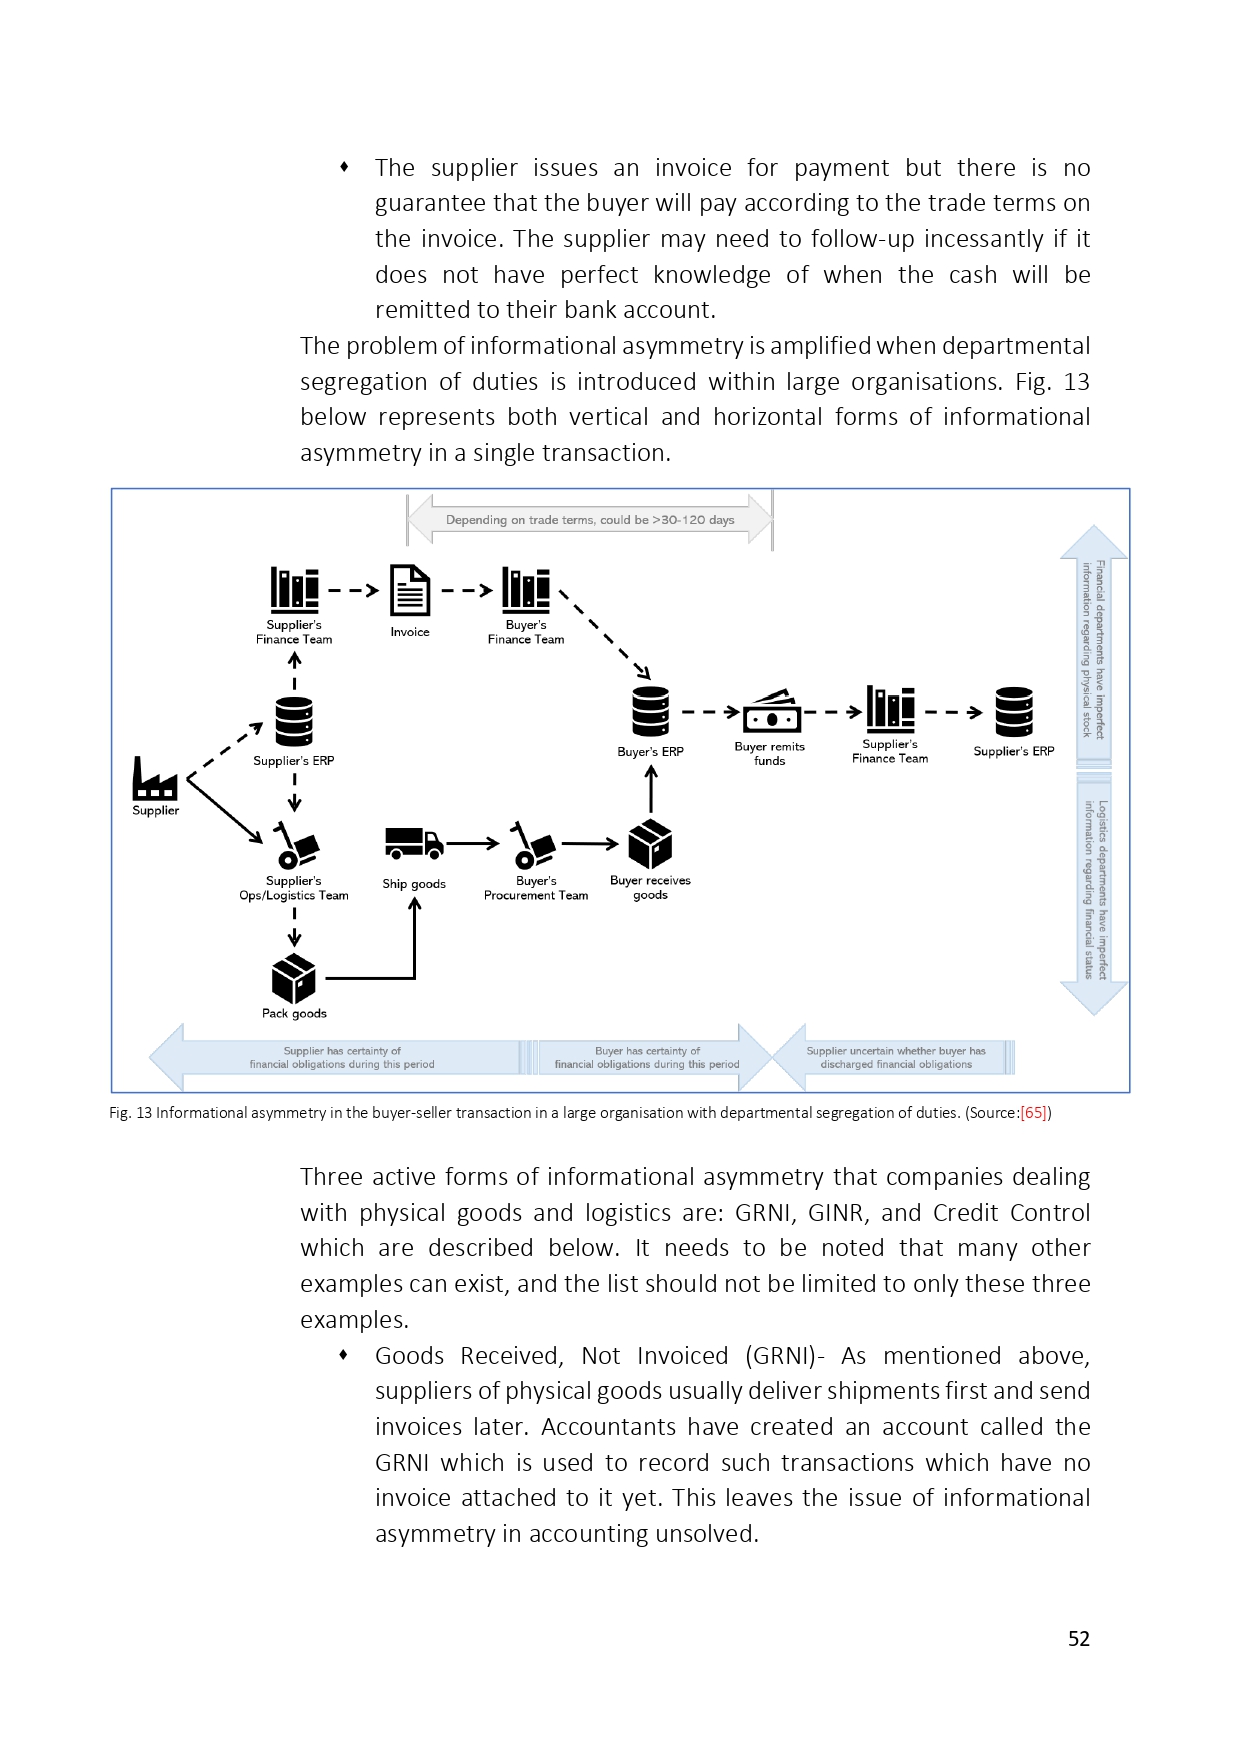 ♦ The supplier issues an invoice for payment but there is no
guarantee that the buyer will pay according to the trade terms on
the invoice. The supplier may need to follow-up incessantly if it
does not have perfect knowledge of when the cash will be
remitted to their bank account.
The problem of informational asymmetry is amplified when departmental
segregation of duties is introduced within large organisations. Fig. 13
below represents both vertical and horizontal forms of informational
asymmetry in a single transaction.
Depending on trade terms, could be >30-120 days
Supplier's
Finance Team
Invoice
Buyer's
Finance Team
Supplier's ERP
Supplier
Buyer's ERP
Buyer remits
funds
Supplier's
Finance Team
Supplier's ERP
Supplier's
Ops/Logistics Team
Ship goods
Buyer's
Procurement Team
Buyer receives
goods
Pack goods
Financial departments have imperfect
information regarding physical stock
Logistics departments have imperfect
information regarding financial status
Supplier has certainty of
financial obligations during this period
Buyer has certainty of
financial obligations during this period
Supplier uncertain whether buyer has
discharged financial obligations
Fig. 13 Informational asymmetry in the buyer-seller transaction in a large organisation with departmental segregation of duties. (Source:[65])
Three active forms of informational asymmetry that companies dealing
with physical goods and logistics are: GRNI, GINR, and Credit Control
which are described below. It needs to be noted that many other
examples can exist, and the list should not be limited to only these three
examples.
♦ Goods Received, Not Invoiced (GRNI)- As mentioned above,
suppliers of physical goods usually deliver shipments first and send
invoices later. Accountants have created an account called the
GRNI which is used to record such transactions which have no
invoice attached to it yet. This leaves the issue of informational
asymmetry in accounting unsolved.
52